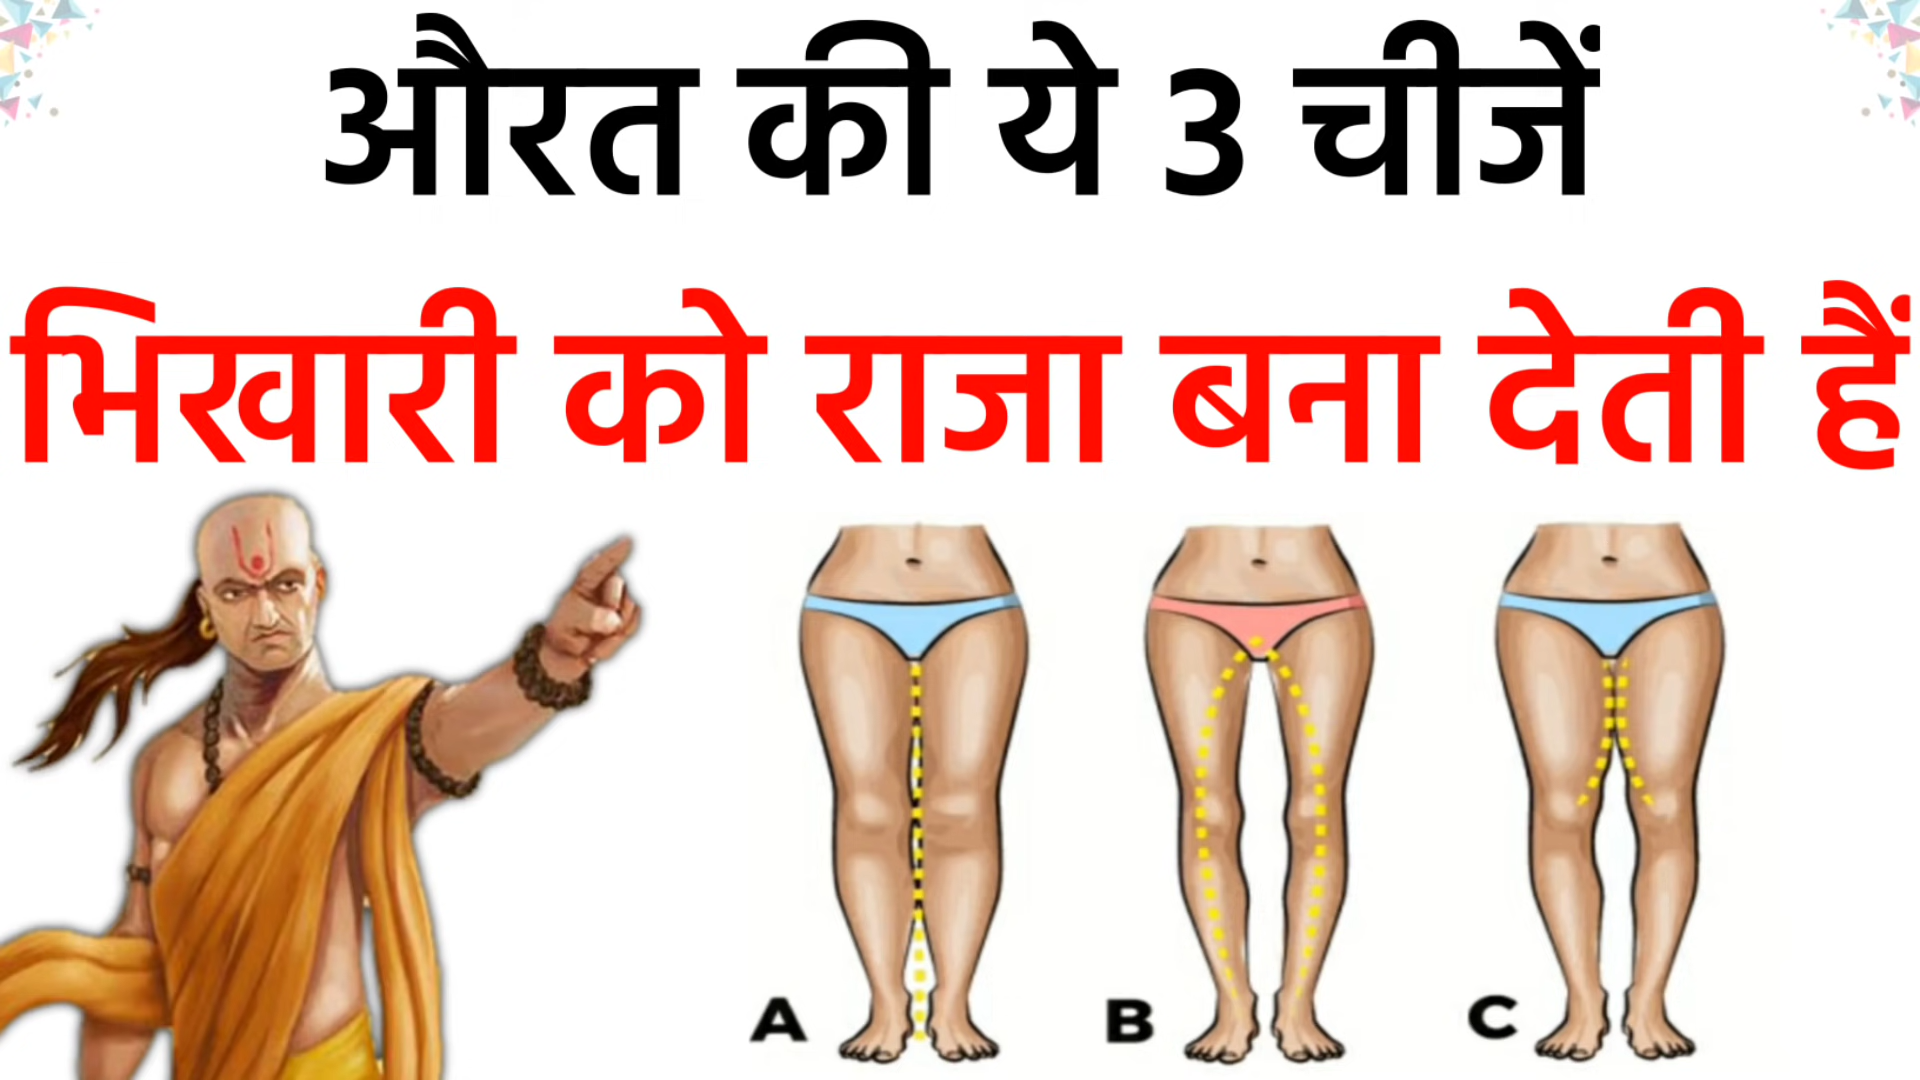 औरत की ये 3 चीजें
भिखारी को राजा बना देती हैं
A B C